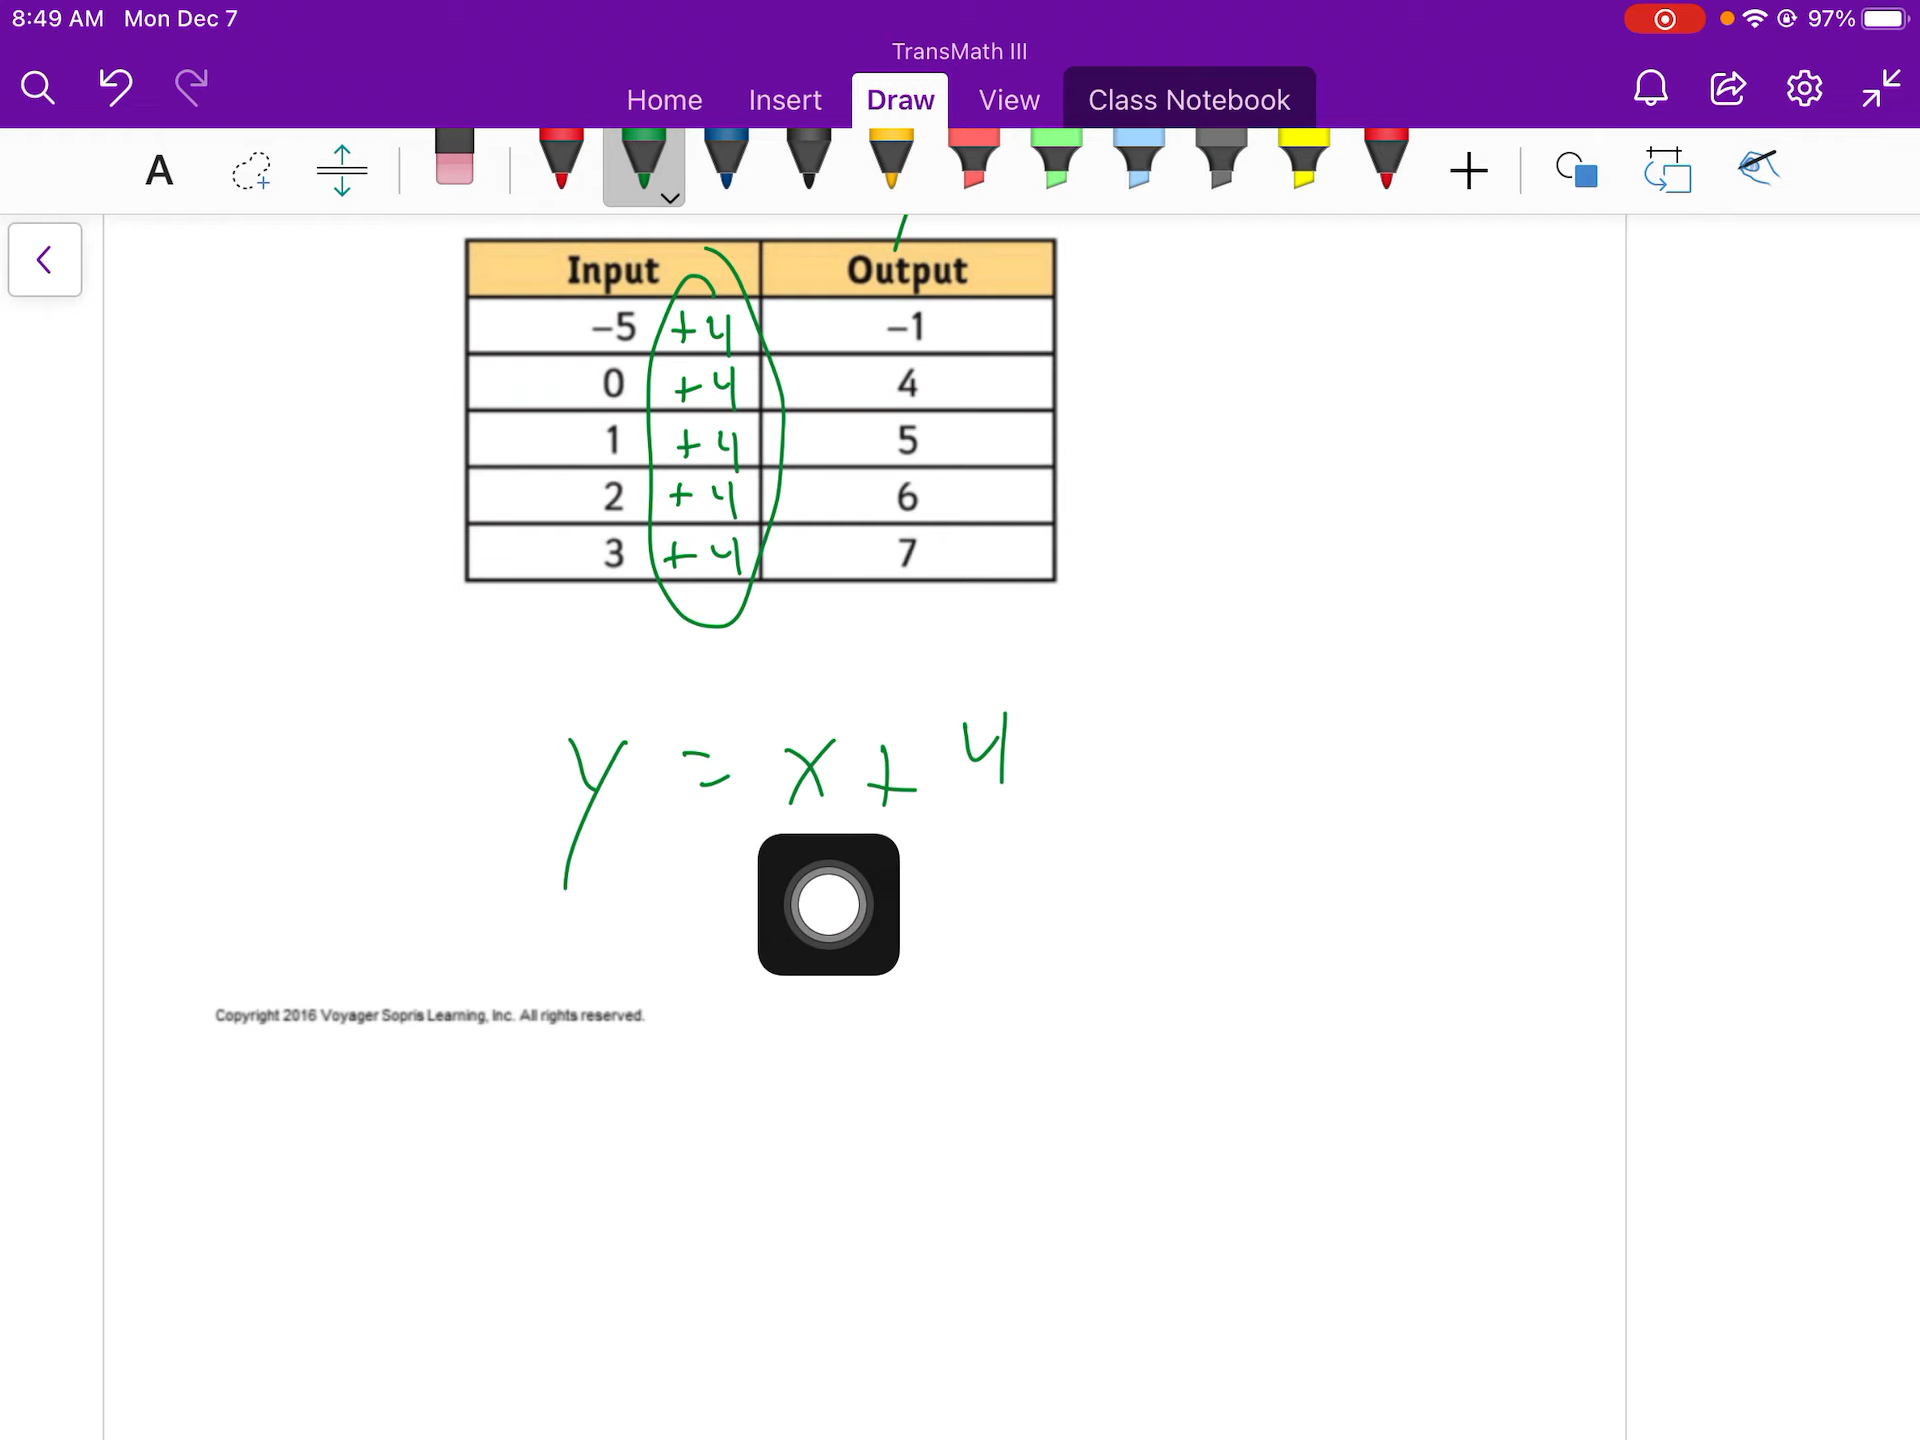 8:49 AM Mon Dec 7 97%
TransMath III
Home Insert Draw View Class Notebook
A
Input Output
–5 +4 –1
0 +4 4
1 +4 5
2 +4 6
3 +4 7
y = x + 4
Copyright 2016 Voyager Sopris Learning, Inc. All rights reserved.